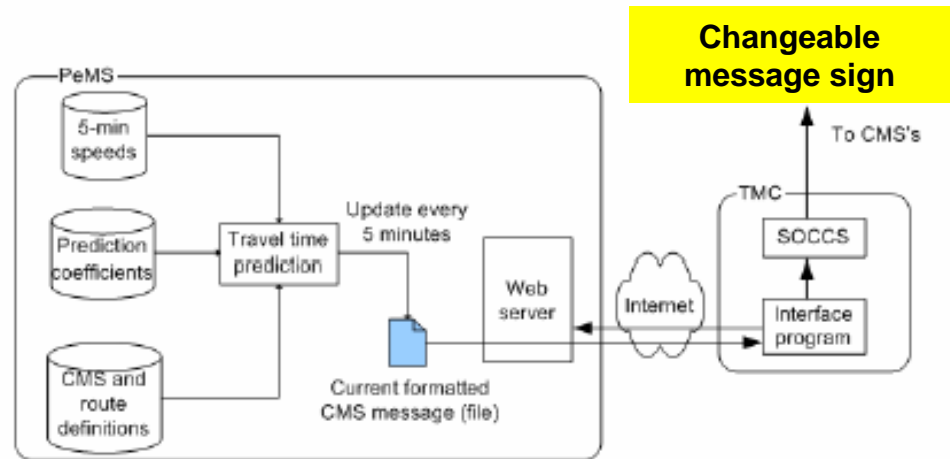 Changeable
message sign
PeMS
5-min
speeds
To CMS's
TMC
Update every
5 minutes
SOCCS
Prediction
coefficients
Travel time
prediction
Web
server
Internet
Interface
program
CMS and
route
definitions
Current formatted
CMS message (file)